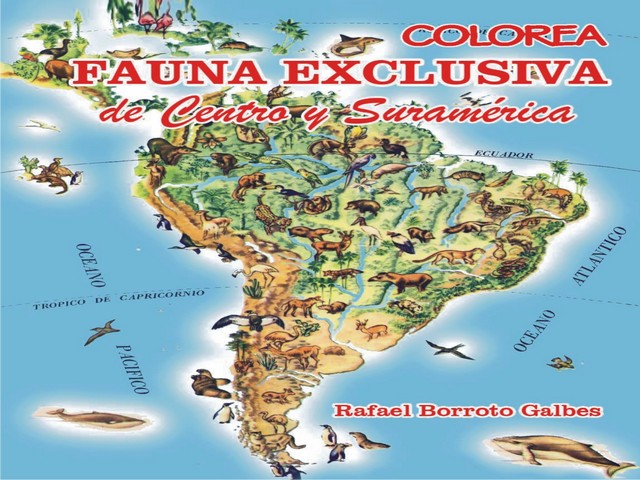 COLOREA
FAUNA EXCLUSIVA
de Centro y Suramérica
ECUADOR
OCEANO
ATLANTICO
TROPICO DE CAPRICORNIO
OCEANO
PACIFICO
Rafael Borroto Galbes